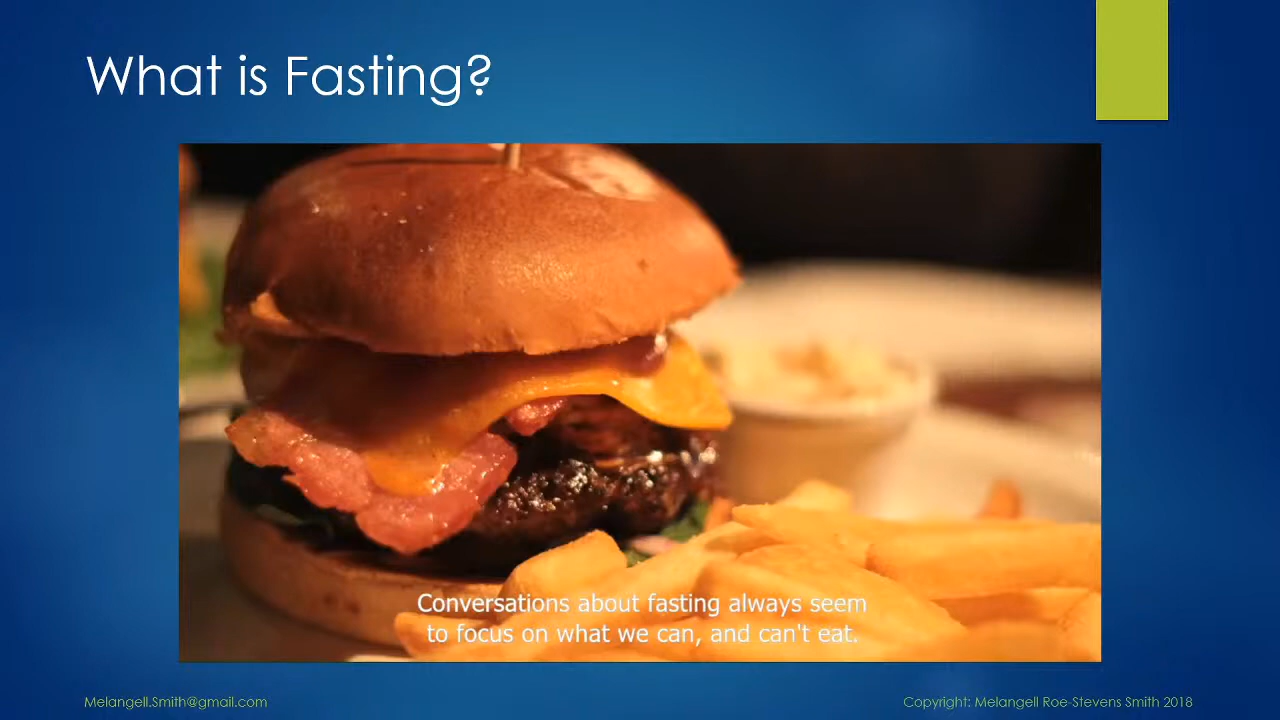 What is Fasting?
Conversations about fasting always seem
to focus on what we can, and can't eat.
Melangell.Smith@gmail.com
Copyright: Melangell Roe-Stevens Smith 2018